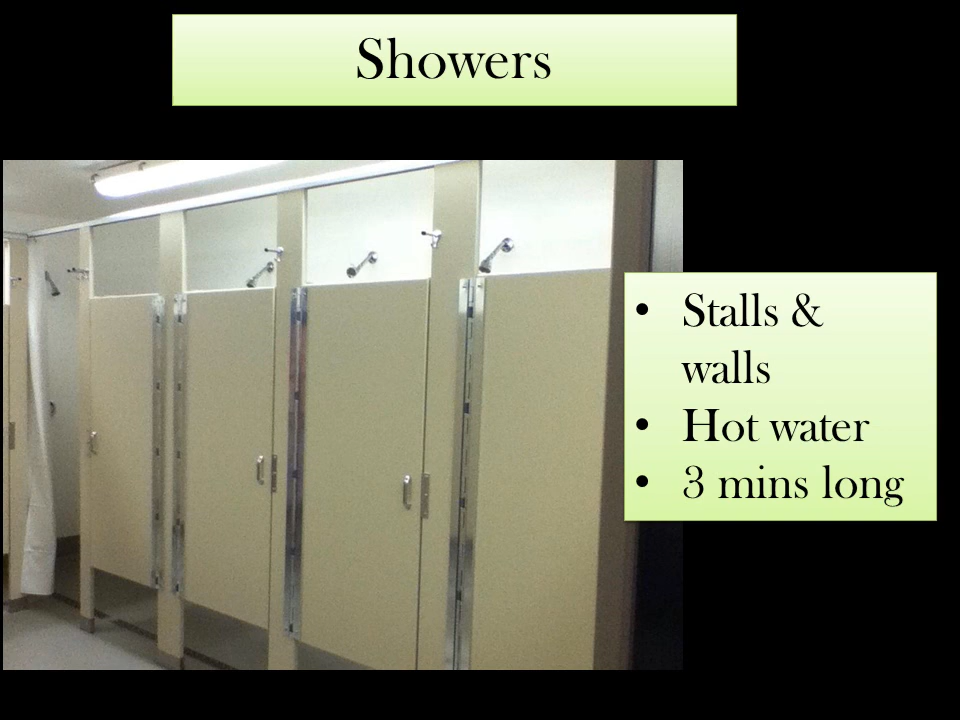 Showers
• Stalls &
walls
• Hot water
• 3 mins long